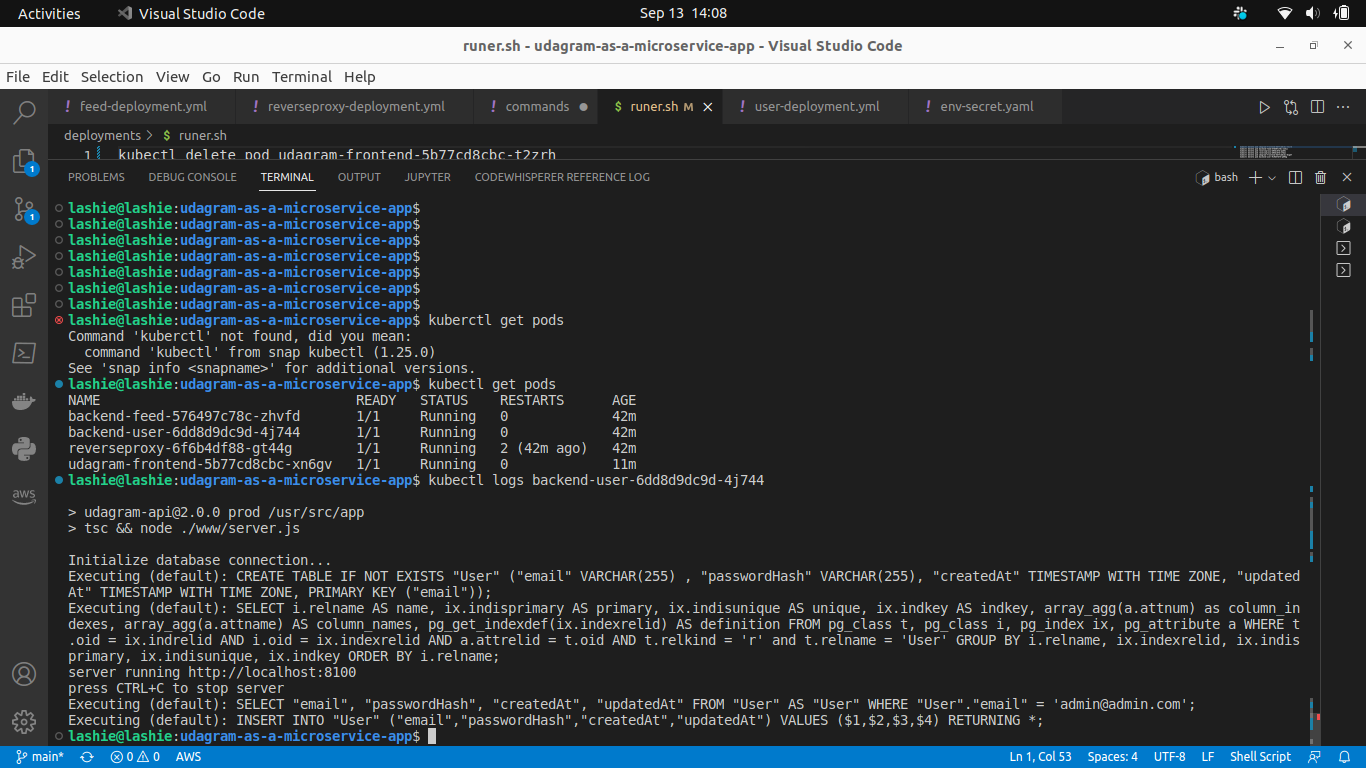 Activities Visual Studio Code Sep 13 14:08
runer.sh - udagram-as-a-microservice-app - Visual Studio Code
File Edit Selection View Go Run Terminal Help
! feed-deployment.yml ! reverseproxy-deployment.yml ! commands $ runer.sh M ! user-deployment.yml ! env-secret.yaml
deployments > $ runer.sh
1 kubectl delete pod udagram-frontend-5b77cd8cbc-t2zrh
PROBLEMS DEBUG CONSOLE TERMINAL OUTPUT JUPYTER CODEWHISPERER REFERENCE LOG bash
lashie@lashie:udagram-as-a-microservice-app$
lashie@lashie:udagram-as-a-microservice-app$
lashie@lashie:udagram-as-a-microservice-app$
lashie@lashie:udagram-as-a-microservice-app$
lashie@lashie:udagram-as-a-microservice-app$
lashie@lashie:udagram-as-a-microservice-app$
lashie@lashie:udagram-as-a-microservice-app$
lashie@lashie:udagram-as-a-microservice-app$ kuberctl get pods
Command 'kuberctl' not found, did you mean:
command 'kubectl' from snap kubectl (1.25.0)
See 'snap info <snapname>' for additional versions.
lashie@lashie:udagram-as-a-microservice-app$ kubectl get pods
NAME READY STATUS RESTARTS AGE
backend-feed-576497c78c-zhvfd 1/1 Running 0 42m
backend-user-6dd8d9dc9d-4j744 1/1 Running 0 42m
reverseproxy-6f6b4df88-gt44g 1/1 Running 2 (42m ago) 42m
udagram-frontend-5b77cd8cbc-xn6gv 1/1 Running 0 11m
lashie@lashie:udagram-as-a-microservice-app$ kubectl logs backend-user-6dd8d9dc9d-4j744
> udagram-api@2.0.0 prod /usr/src/app
> tsc && node ./www/server.js
Initialize database connection...
Executing (default): CREATE TABLE IF NOT EXISTS "User" ("email" VARCHAR(255) , "passwordHash" VARCHAR(255), "createdAt" TIMESTAMP WITH TIME ZONE, "updated
At" TIMESTAMP WITH TIME ZONE, PRIMARY KEY ("email"));
Executing (default): SELECT i.relname AS name, ix.indisprimary AS primary, ix.indisunique AS unique, ix.indkey AS indkey, array_agg(a.attnum) as column_in
dexes, array_agg(a.attname) AS column_names, pg_get_indexdef(ix.indexrelid) AS definition FROM pg_class t, pg_class i, pg_index ix, pg_attribute a WHERE t
.oid = ix.indrelid AND i.oid = ix.indexrelid AND a.attrelid = t.oid AND t.relkind = 'r' and t.relname = 'User' GROUP BY i.relname, ix.indexrelid, ix.indis
primary, ix.indisunique, ix.indkey ORDER BY i.relname;
server running http://localhost:8100
press CTRL+C to stop server
Executing (default): SELECT "email", "passwordHash", "createdAt", "updatedAt" FROM "User" AS "User" WHERE "User"."email" = 'admin@admin.com';
Executing (default): INSERT INTO "User" ("email","passwordHash","createdAt","updatedAt") VALUES ($1,$2,$3,$4) RETURNING *;
lashie@lashie:udagram-as-a-microservice-app$
aws
1
1
main* 0 0 AWS Ln 1, Col 53 Spaces: 4 UTF-8 LF Shell Script